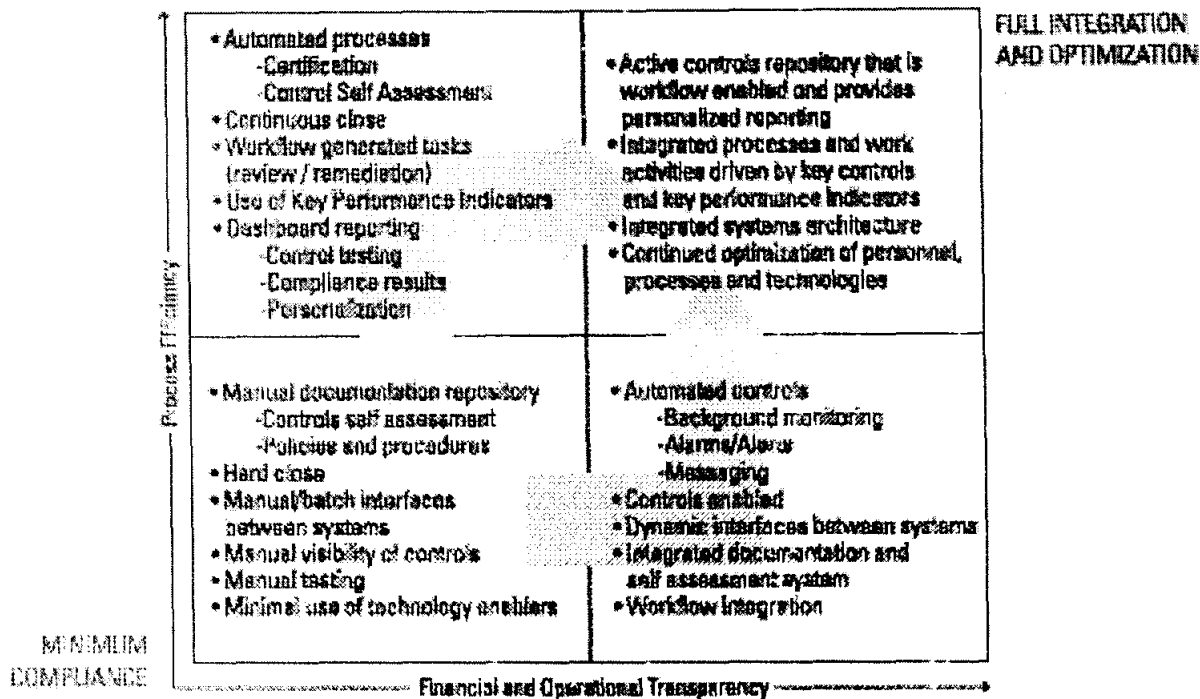 FULL INTEGRATION
AND OPTIMIZATION
• Automated processes
-Certification
-Control Self Assessment
• Continuous close
• Workflow generated tasks
(review / remediation)
• Use of Key Performance Indicators
• Dashboard reporting
-Control testing
-Compliance results
-Personalization
• Active controls repository that is
workflow enabled and provides
personalized reporting
• Integrated processes and work
activities driven by key controls
and key performance indicators
• Integrated systems architecture
• Continued optimization of personnel,
processes and technologies
Process Efficiency
• Manual documentation repository
-Controls self assessment
-Policies and procedures
• Hard close
• Manual/batch interfaces
between systems
• Manual visibility of controls
• Manual testing
• Minimal use of technology enablers
• Automated controls
-Background monitoring
-Alarms/Alerts
-Messaging
• Controls enabled
• Dynamic interfaces between systems
• Integrated documentation and
self assessment system
• Workflow Integration
MINIMUM
COMPLIANCE
Financial and Operational Transparency